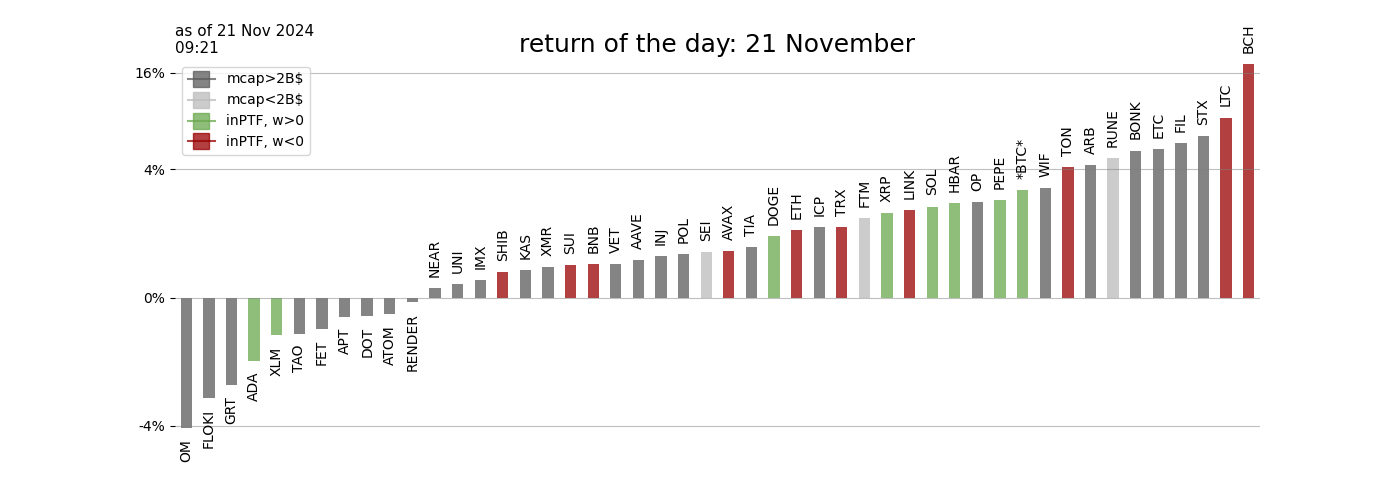 as of 21 Nov 2024
09:21
return of the day: 21 November
16%
4%
0%
-4%
mcap>2B$
mcap<2B$
inPTF, w>0
inPTF, w<0
OM
FLOKI
GRT
ADA
XLM
TAO
FET
APT
DOT
ATOM
RENDER
NEAR
UNI
IMX
SHIB
KAS
XMR
SUI
BNB
VET
AAVE
INJ
POL
SEI
AVAX
TIA
DOGE
ETH
ICP
TRX
FTM
XRP
LINK
SOL
HBAR
OP
PEPE
*BTC*
WIF
TON
ARB
RUNE
BONK
ETC
FIL
STX
LTC
BCH